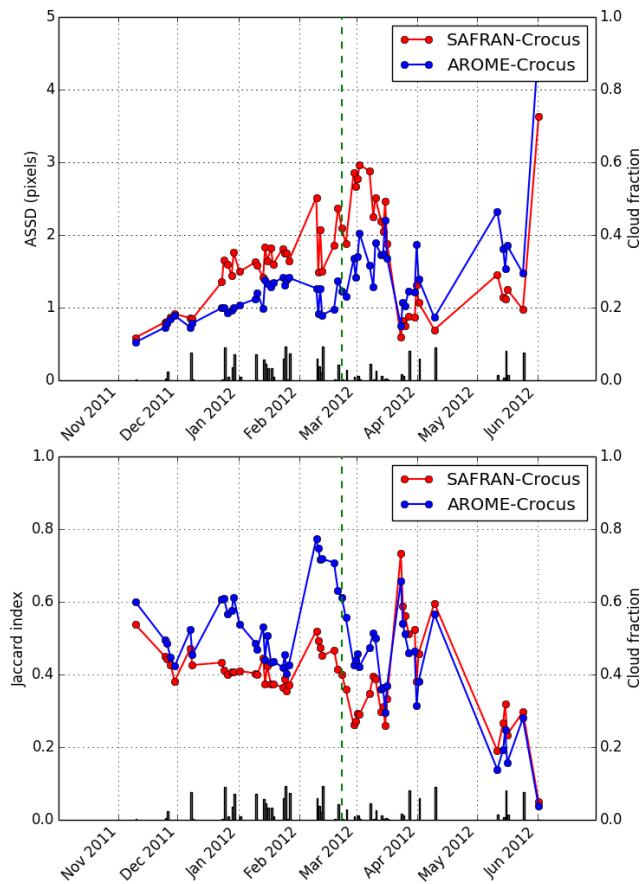 5
4
3
2
1
0
ASSD (pixels)
1.0
0.8
0.6
0.4
0.2
0.0
Cloud fraction
SAFRAN-Crocus
AROME-Crocus
Nov 2011
Dec 2011
Jan 2012
Feb 2012
Mar 2012
Apr 2012
May 2012
Jun 2012
1.0
0.8
0.6
0.4
0.2
0.0
Jaccard index
1.0
0.8
0.6
0.4
0.2
0.0
Cloud fraction
SAFRAN-Crocus
AROME-Crocus
Nov 2011
Dec 2011
Jan 2012
Feb 2012
Mar 2012
Apr 2012
May 2012
Jun 2012